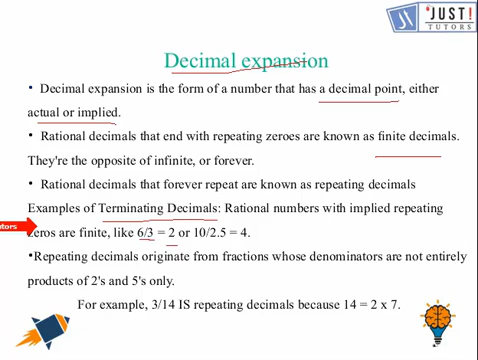 "JUST!
TUTORS
Decimal expansion
• Decimal expansion is the form of a number that has a decimal point, either
actual or implied.
• Rational decimals that end with repeating zeroes are known as finite decimals.
They're the opposite of infinite, or forever.
• Rational decimals that forever repeat are known as repeating decimals
Examples of Terminating Decimals: Rational numbers with implied repeating
tors
zeros are finite, like 6/3 = 2 or 10/2.5 = 4.
•Repeating decimals originate from fractions whose denominators are not entirely
products of 2's and 5's only.
For example, 3/14 IS repeating decimals because 14 = 2 x 7.